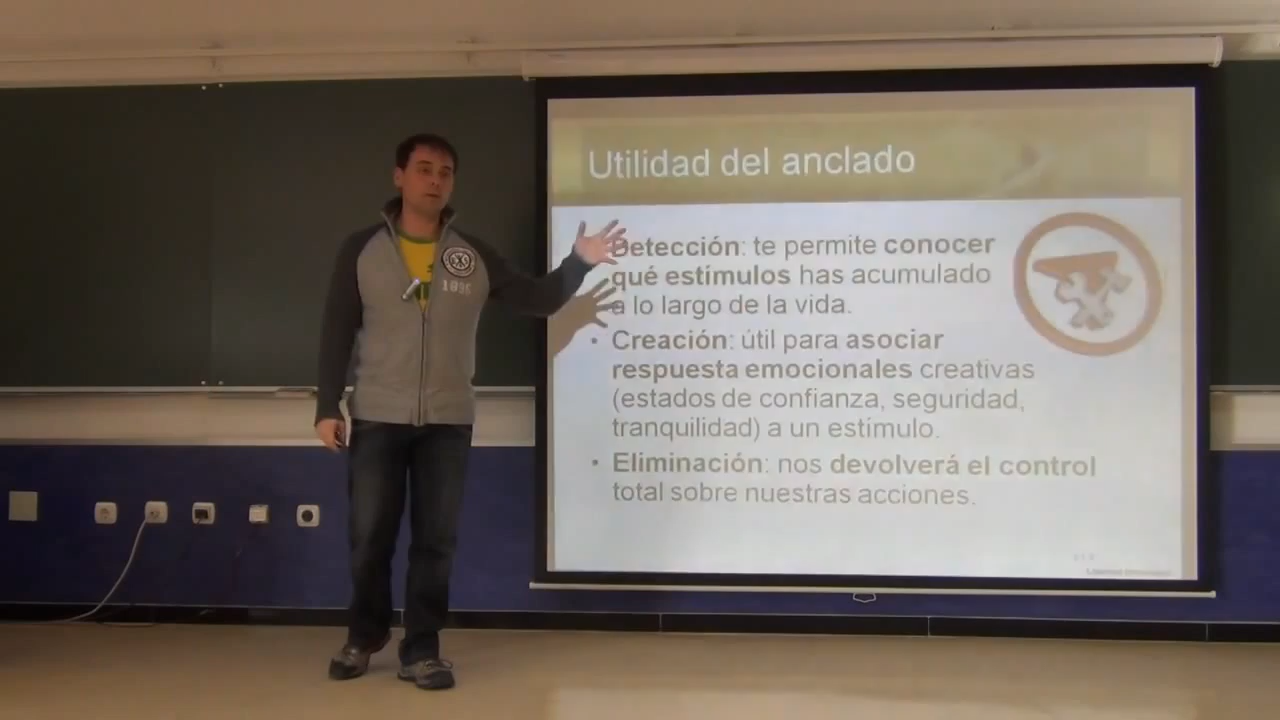 Utilidad del anclado
Detección: te permite conocer
qué estímulos has acumulado
a lo largo de la vida.
• Creación: útil para asociar
respuesta emocionales creativas
(estados de confianza, seguridad,
tranquilidad) a un estímulo.
• Eliminación: nos devolverá el control
total sobre nuestras acciones.
1896